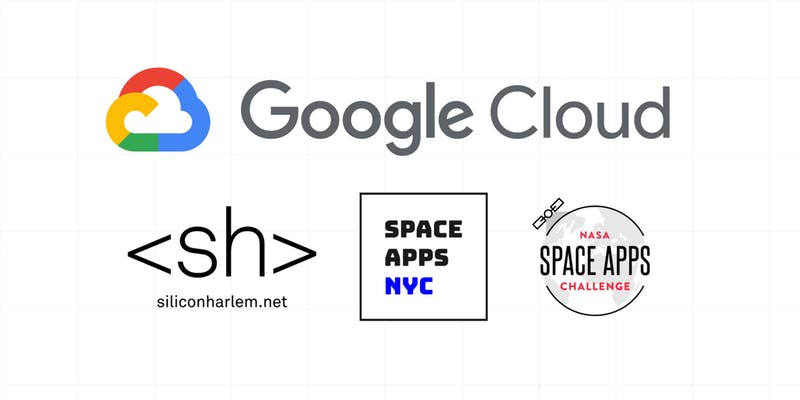 Google Cloud
<sh>
siliconharlem.net
SPACE
APPS
NYC
NASA
SPACE APPS
CHALLENGE